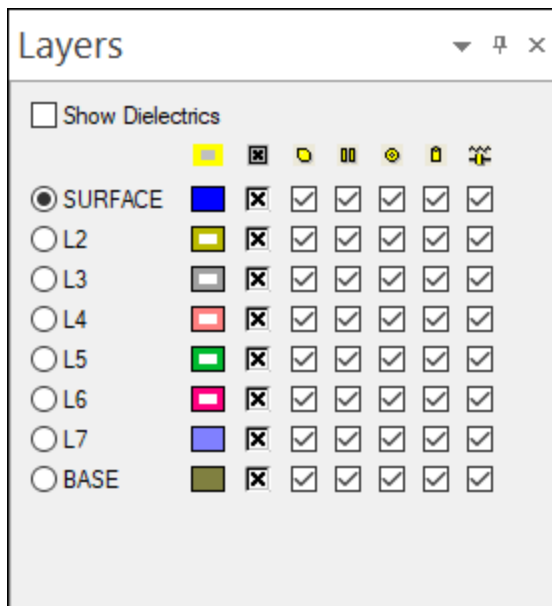 Layers
Show Dielectrics
SURFACE
L2
L3
L4
L5
L6
L7
BASE